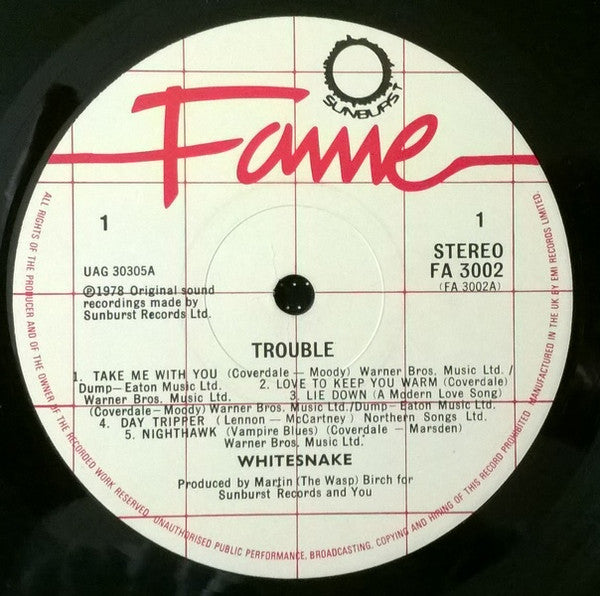 SUNBURST
Fame
1
1
UAG 30305A
STEREO
FA 3002
(FA 3002A)
℗1978 Original sound
recordings made by
Sunburst Records Ltd.
TROUBLE
1. TAKE ME WITH YOU (Coverdale — Moody) Warner Bros. Music Ltd./
Dump—Eaton Music Ltd. 2. LOVE TO KEEP YOU WARM (Coverdale)
Warner Bros. Music Ltd. 3. LIE DOWN (A Modern Love Song)
(Coverdale—Moody) Warner Bros. Music Ltd./Dump—Eaton Music Ltd.
4. DAY TRIPPER (Lennon — McCartney) Northern Songs Ltd.
5. NIGHTHAWK (Vampire Blues) (Coverdale — Marsden)
Warner Bros. Music Ltd.
WHITESNAKE
Produced by Martin (The Wasp) Birch for
Sunburst Records and You
ALL RIGHTS OF THE PRODUCER AND OF THE OWNER OF THE RECORDED WORK RESERVED. UNAUTHORISED PUBLIC PERFORMANCE, BROADCASTING, COPYING AND HIRING OF THIS RECORD PROHIBITED. MANUFACTURED IN THE UK BY EMI RECORDS LIMITED.